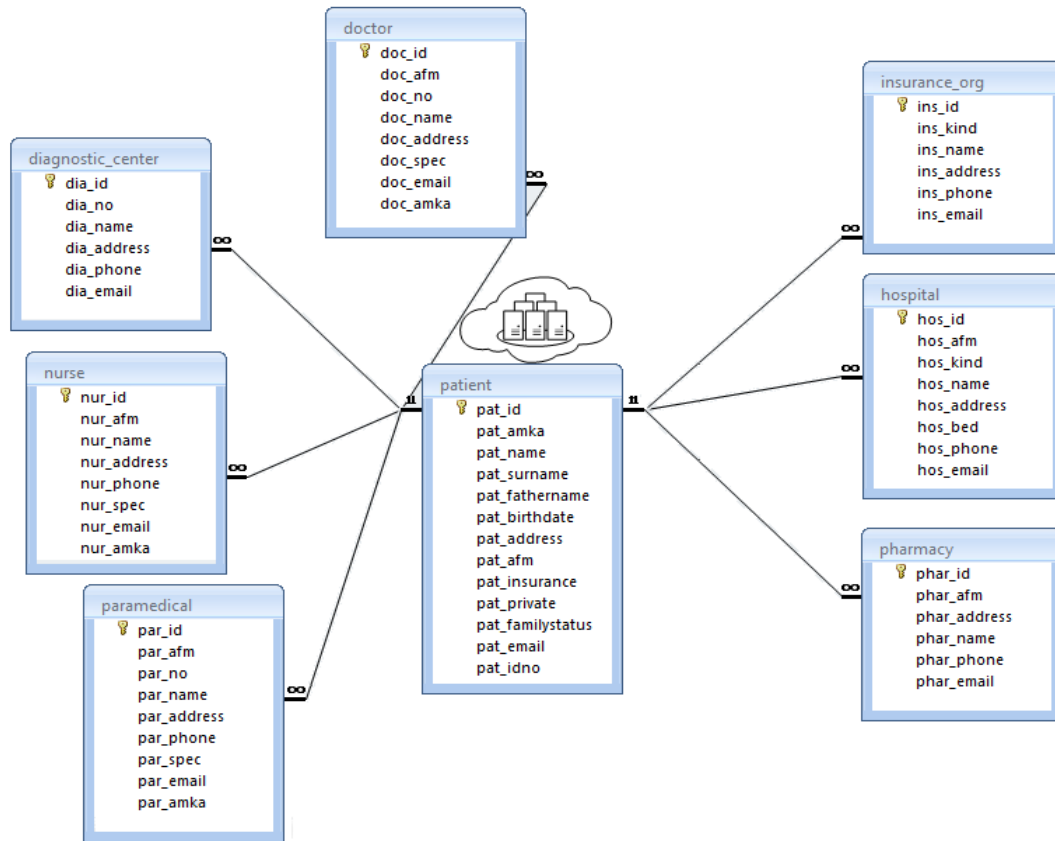 doctor
doc_id
doc_afm
doc_no
doc_name
doc_address
doc_spec
doc_email
doc_amka
∞
insurance_org
ins_id
ins_kind
ins_name
ins_address
ins_phone
ins_email
∞
diagnostic_center
dia_id
dia_no
dia_name
dia_address
dia_phone
dia_email
∞
hospital
hos_id
hos_afm
hos_kind
hos_name
hos_address
hos_bed
hos_phone
hos_email
∞
nurse
nur_id
nur_afm
nur_name
nur_address
nur_phone
nur_spec
nur_email
nur_amka
∞
patient
pat_id
pat_amka
pat_name
pat_surname
pat_fathername
pat_birthdate
pat_address
pat_afm
pat_insurance
pat_private
pat_familystatus
pat_email
pat_idno
11
11
pharmacy
phar_id
phar_afm
phar_address
phar_name
phar_phone
phar_email
∞
paramedical
par_id
par_afm
par_no
par_name
par_address
par_phone
par_spec
par_email
par_amka
∞